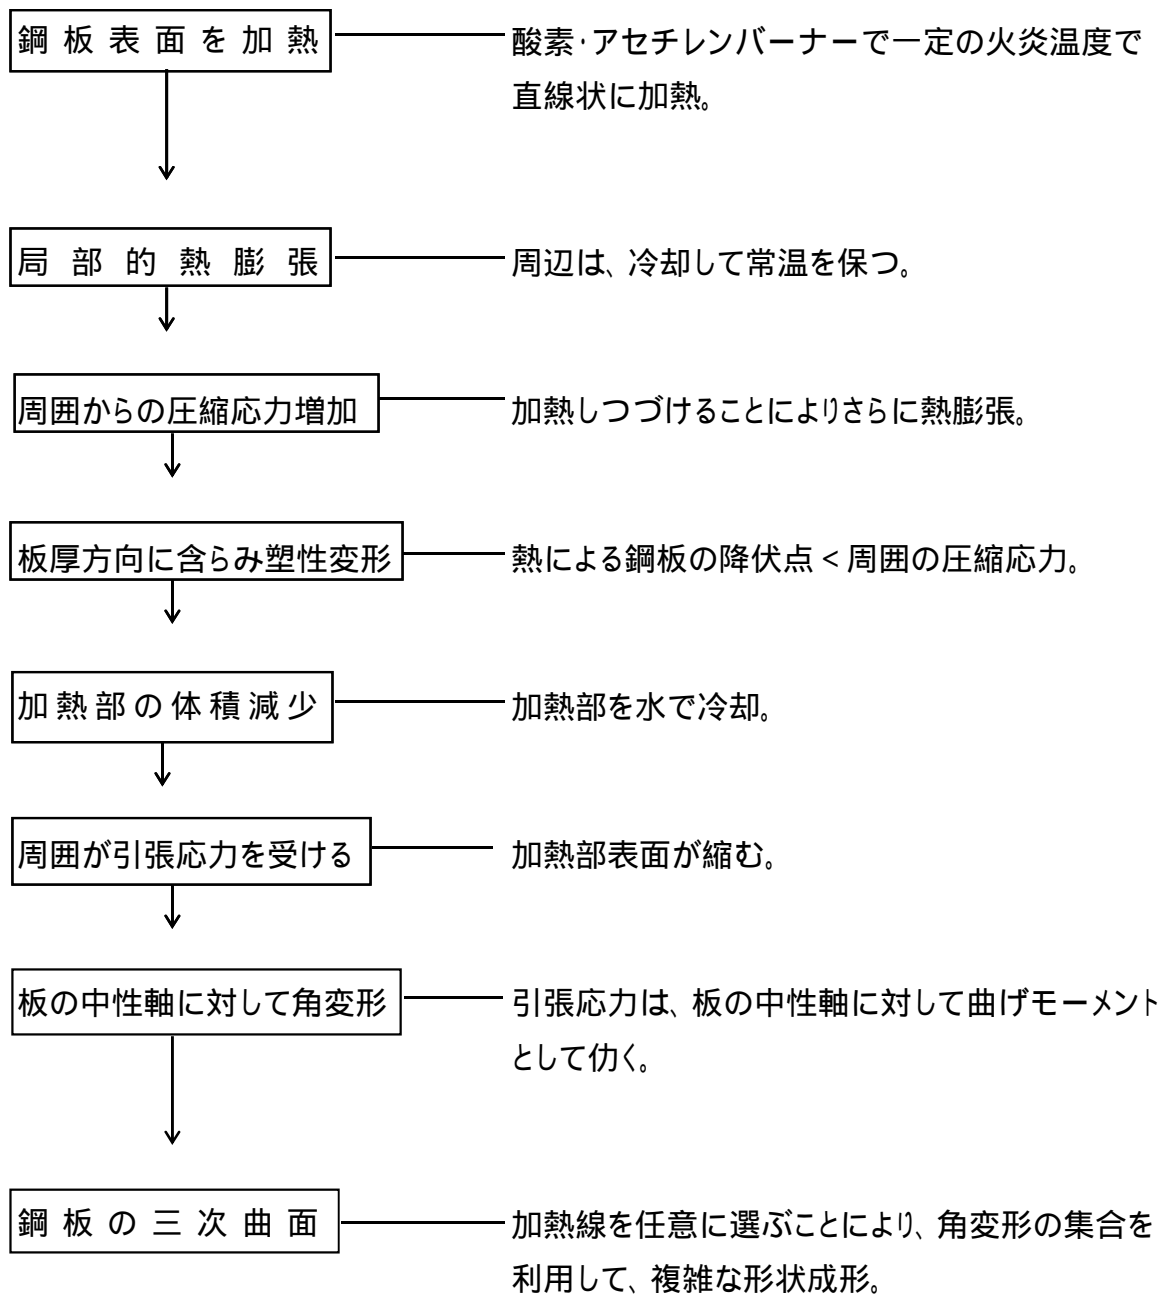 鋼板表面を加熱
酸素・アセチレンバーナーで一定の火炎温度で
直線状に加熱。
局部的熱膨張
周辺は、冷却して常温を保つ。
周囲からの圧縮応力増加
加熱しつづけることによりさらに熱膨張。
板厚方向に含らみ塑性変形
熱による鋼板の降伏点<周囲の圧縮応力。
加熱部の体積減少
加熱部を水で冷却。
周囲が引張応力を受ける
加熱部表面が縮む。
板の中性軸に対して角変形
引張応力は、板の中性軸に対して曲げモーメント
として仂く。
鋼板の三次曲面
加熱線を任意に選ぶことにより、角変形の集合を
利用して、複雑な形状成形。